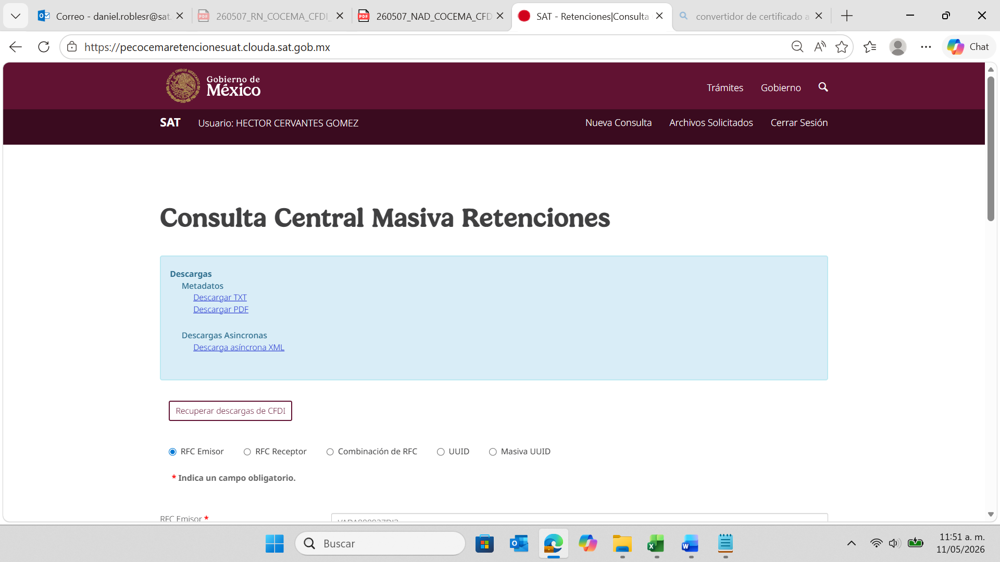 Correo - daniel.roblesr@sat.
260507_RN_COCEMA_CFDI_
260507_NAD_COCEMA_CFD
SAT - Retenciones|Consulta
convertidor de certificado a
https://pecocemaretencionesuat.clouda.sat.gob.mx
Chat
Gobierno de
México
Trámites
Gobierno
SAT
Usuario: HECTOR CERVANTES GOMEZ
Nueva Consulta
Archivos Solicitados
Cerrar Sesión
Consulta Central Masiva Retenciones
Descargas
Metadatos
Descargar TXT
Descargar PDF
Descargas Asincronas
Descarga asíncrona XML
Recuperar descargas de CFDI
RFC Emisor
RFC Receptor
Combinación de RFC
UUID
Masiva UUID
* Indica un campo obligatorio.
RFC Emisor *
Buscar
11:51 a. m.
11/05/2026